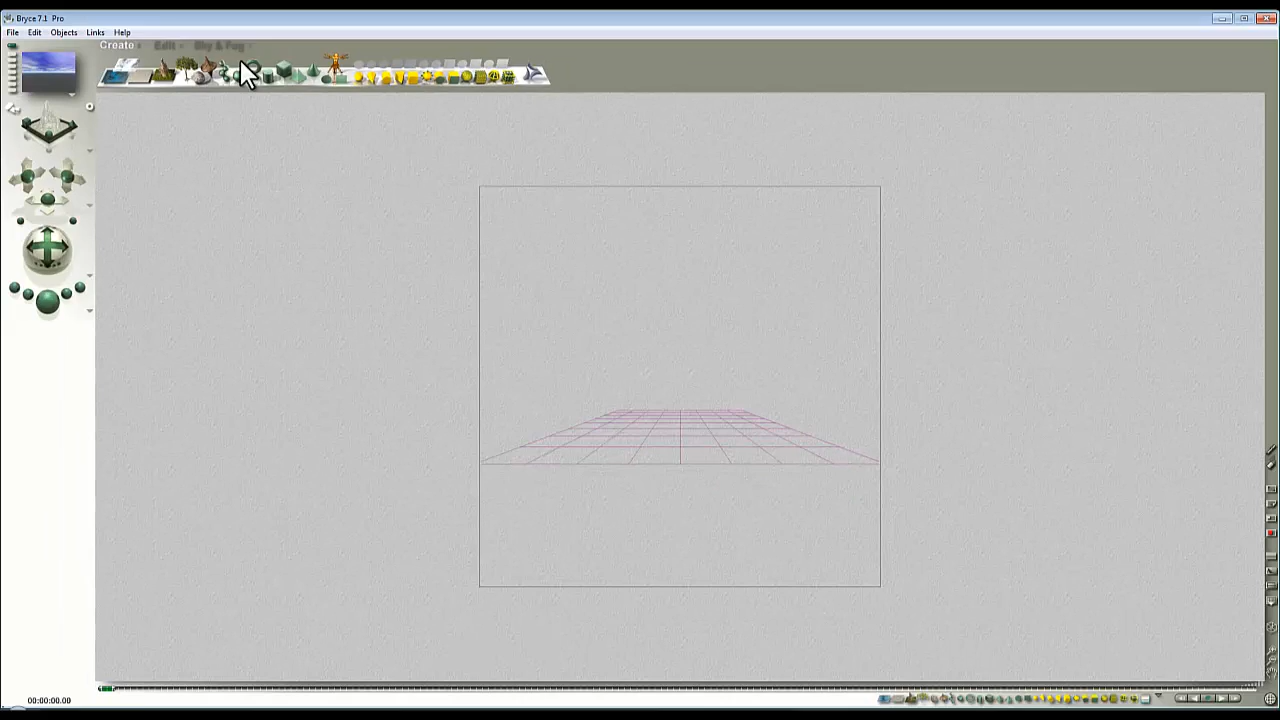 Bryce 7.1 Pro
File Edit Objects Links Help
Create Edit Sky & Fog
00:00:00.00